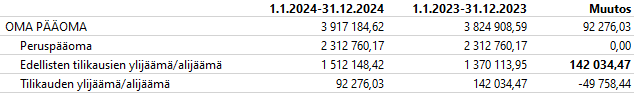 1.1.2024-31.12.2024 1.1.2023-31.12.2023 Muutos
OMA PÄÄOMA 3 917 184,62 3 824 908,59 92 276,03
Peruspääoma 2 312 760,17 2 312 760,17 0,00
Edellisten tilikausien ylijäämä/alijäämä 1 512 148,42 1 370 113,95 142 034,47
Tilikauden ylijäämä/alijäämä 92 276,03 142 034,47 -49 758,44